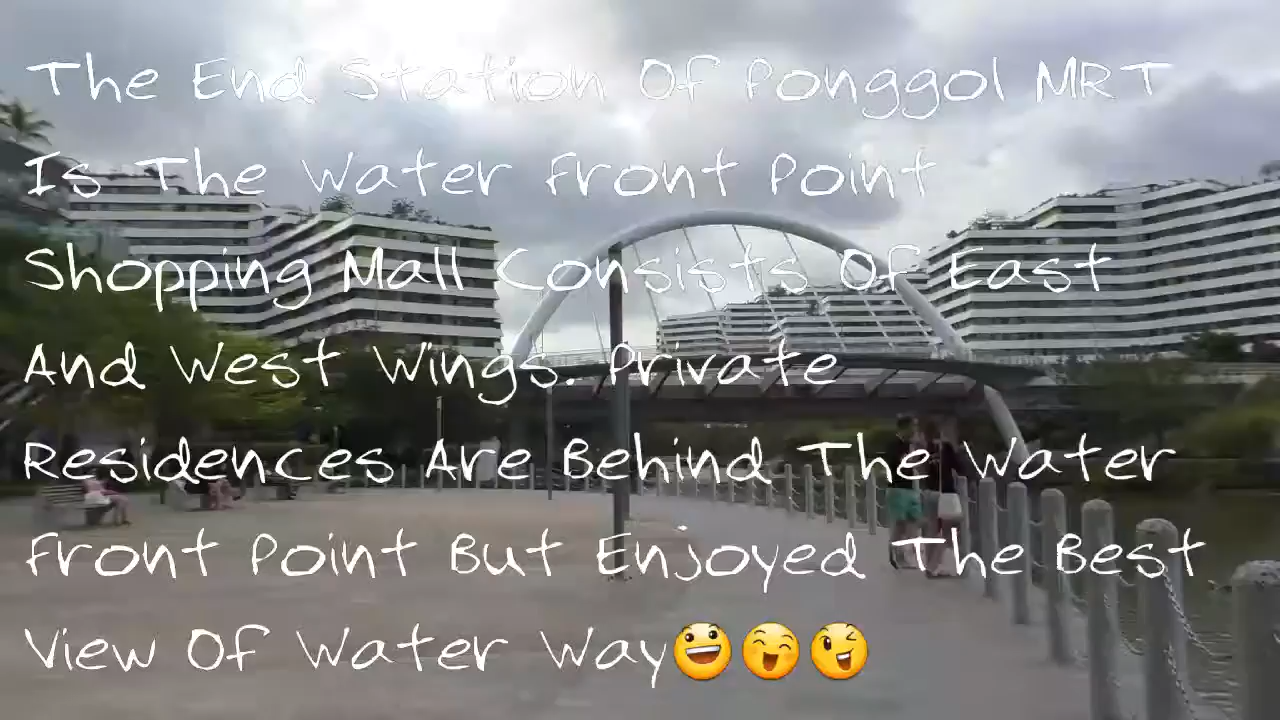 The End Station Of Ponggol MRT
Is The Water Front Point
Shopping Mall Consists Of East
And West Wings. Private
Residences Are Behind The Water
Front Point But Enjoyed The Best
View Of Water Way😀😄😜